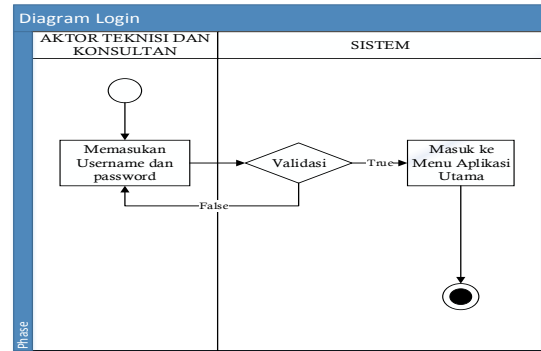 Diagram Login
AKTOR TEKNISI DAN
KONSULTAN
SISTEM
Memasukan
Username dan
password
Validasi
True
Masuk ke
Menu Aplikasi
Utama
False
Phase